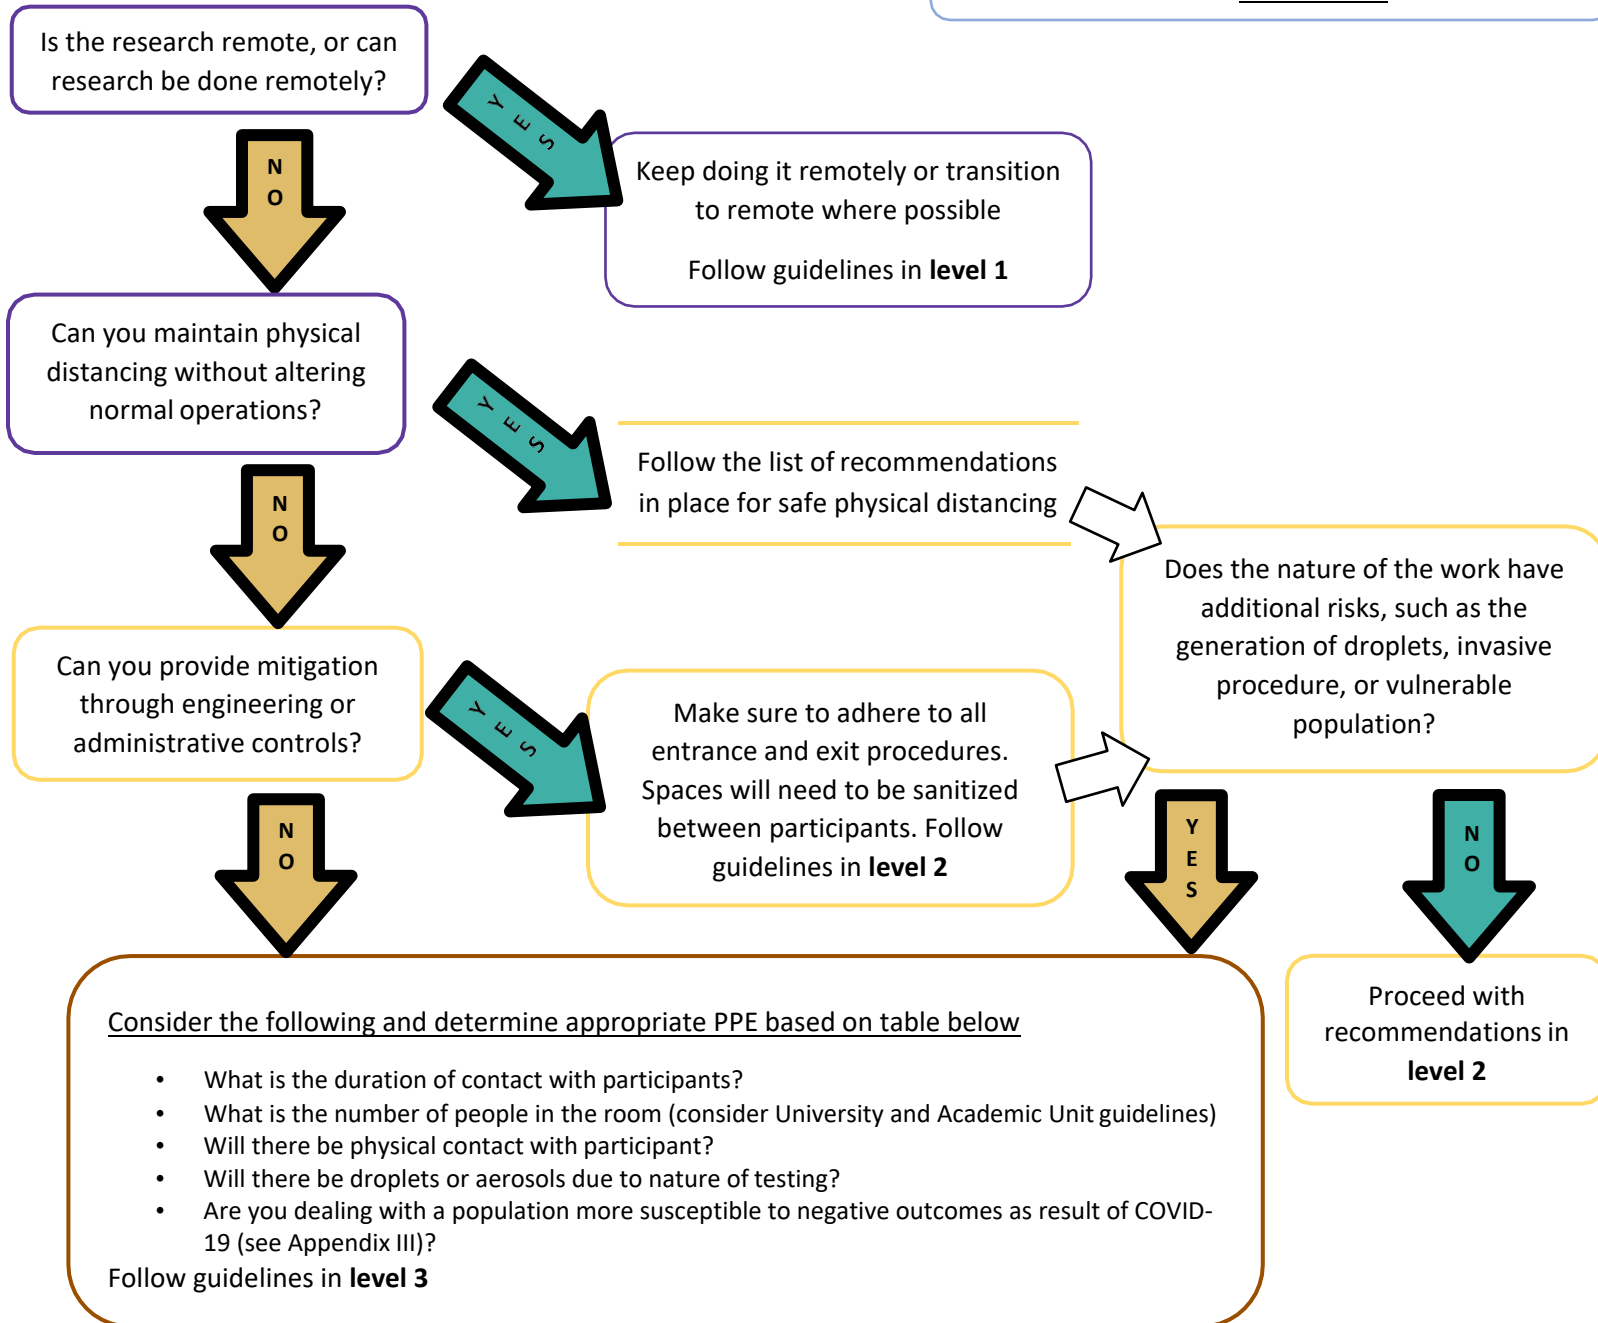 Is the research remote, or can
research be done remotely?
Y
E
S
N
O
Keep doing it remotely or transition
to remote where possible
Follow guidelines in level 1
Can you maintain physical
distancing without altering
normal operations?
Y
E
S
Follow the list of recommendations
in place for safe physical distancing
N
O
Does the nature of the work have
additional risks, such as the
generation of droplets, invasive
procedure, or vulnerable
population?
Can you provide mitigation
through engineering or
administrative controls?
Y
E
S
Make sure to adhere to all
entrance and exit procedures.
Spaces will need to be sanitized
between participants. Follow
guidelines in level 2
N
O
Y
E
S
N
O
Consider the following and determine appropriate PPE based on table below
• What is the duration of contact with participants?
• What is the number of people in the room (consider University and Academic Unit guidelines)
• Will there be physical contact with participant?
• Will there be droplets or aerosols due to nature of testing?
• Are you dealing with a population more susceptible to negative outcomes as result of COVID-
19 (see Appendix III)?
Follow guidelines in level 3
Proceed with
recommendations in
level 2